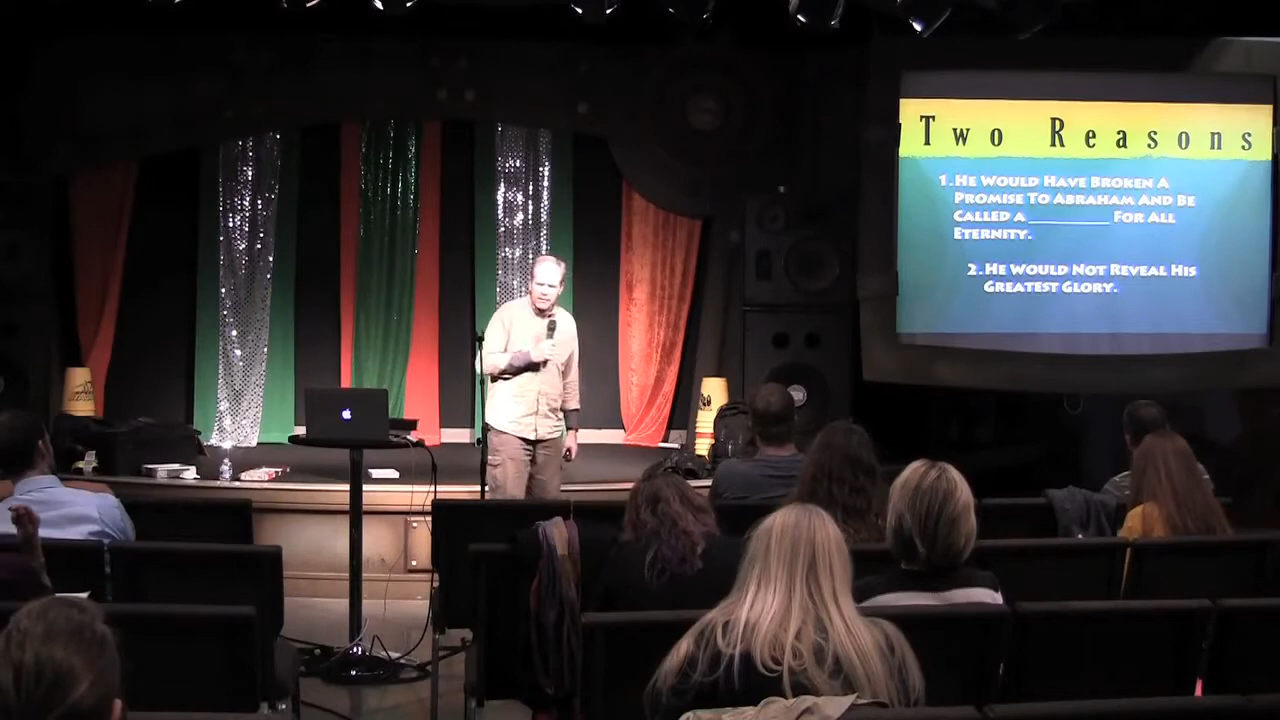 Two Reasons
1. He Would Have Broken A
Promise To Abraham And Be
Called a __________ For All
Eternity.
2. He Would Not Reveal His
Greatest Glory.